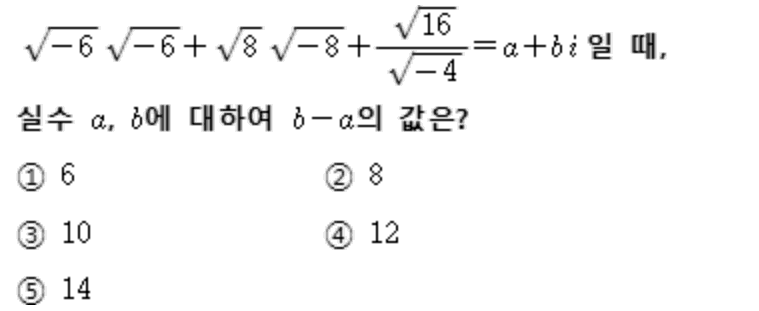 √-6 √-6 + √8 √-8 + √16/√-4 = a+bi 일 때,
실수 a, b에 대하여 b-a의 값은?
① 6 ② 8
③ 10 ④ 12
⑤ 14